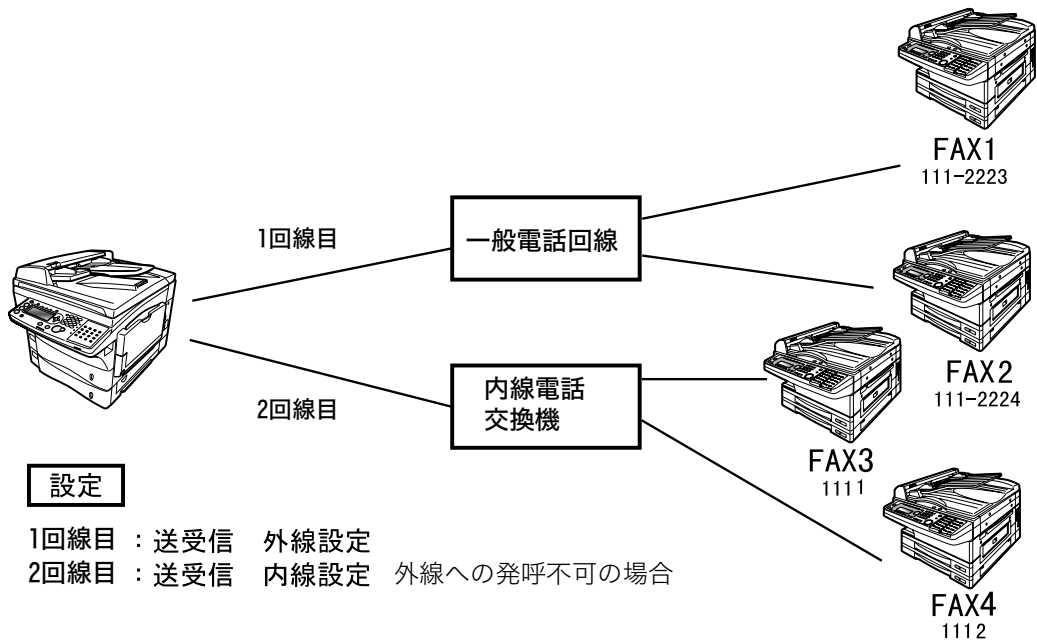 FAX1
111-2223
1回線目
一般電話回線
FAX2
111-2224
2回線目
内線電話
交換機
FAX3
1111
FAX4
1112
設定
1回線目 : 送受信 外線設定
2回線目 : 送受信 内線設定 外線への発呼不可の場合